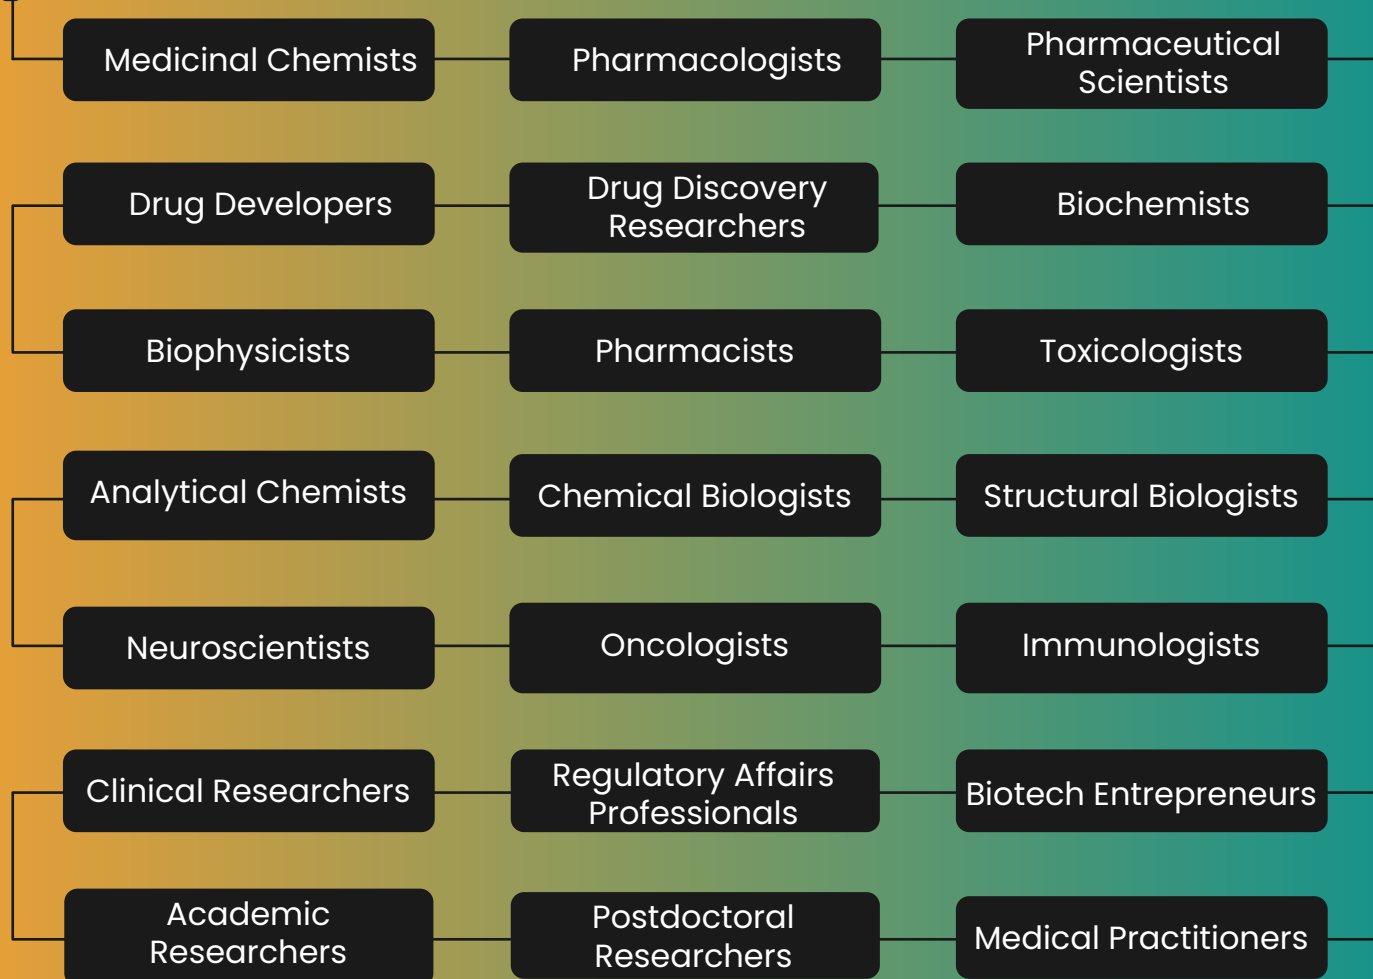 Medicinal Chemists
Pharmacologists
Pharmaceutical
Scientists
Drug Developers
Drug Discovery
Researchers
Biochemists
Biophysicists
Pharmacists
Toxicologists
Analytical Chemists
Chemical Biologists
Structural Biologists
Neuroscientists
Oncologists
Immunologists
Clinical Researchers
Regulatory Affairs
Professionals
Biotech Entrepreneurs
Academic
Researchers
Postdoctoral
Researchers
Medical Practitioners